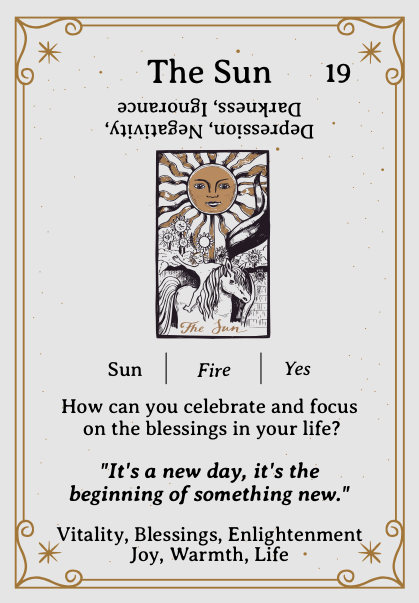 The Sun 19
Depression, Negativity,
Darkness, Ignorance
The Sun
Sun | Fire | Yes
How can you celebrate and focus
on the blessings in your life?
"It's a new day, it's the
beginning of something new."
Vitality, Blessings, Enlightenment
Joy, Warmth, Life